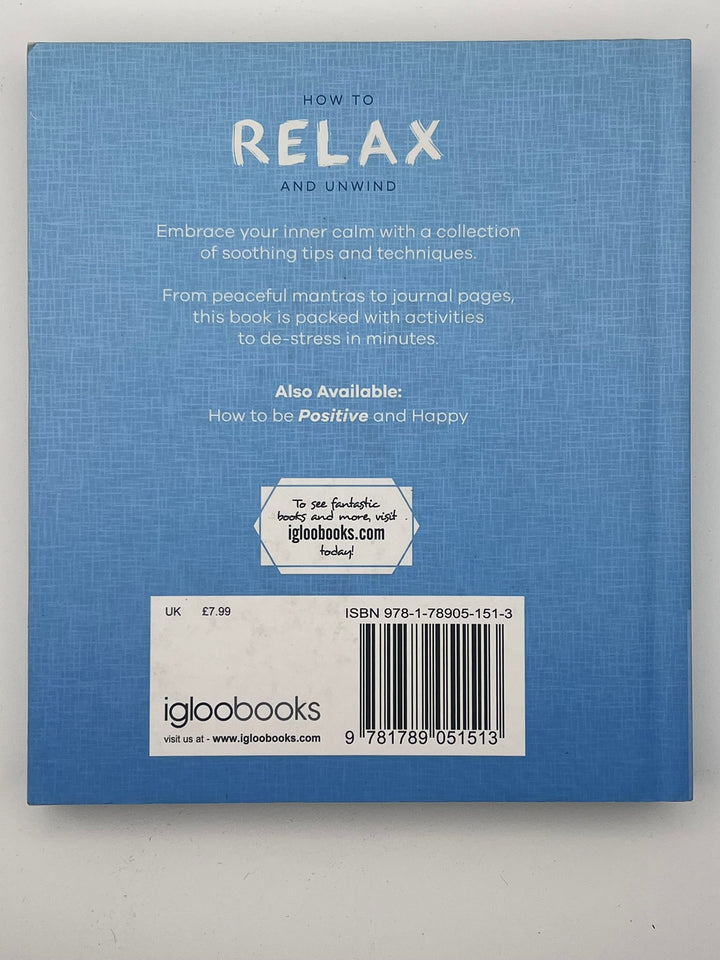 HOW TO
RELAX
AND UNWIND
Embrace your inner calm with a collection
of soothing tips and techniques.
From peaceful mantras to journal pages,
this book is packed with activities
to de-stress in minutes.
Also Available:
How to be Positive and Happy
To see fantastic
books and more, visit
igloobooks.com
today!
UK £7.99
ISBN 978-1-78905-151-3
igloobooks
visit us at - www.igloobooks.com
9 781789 051513